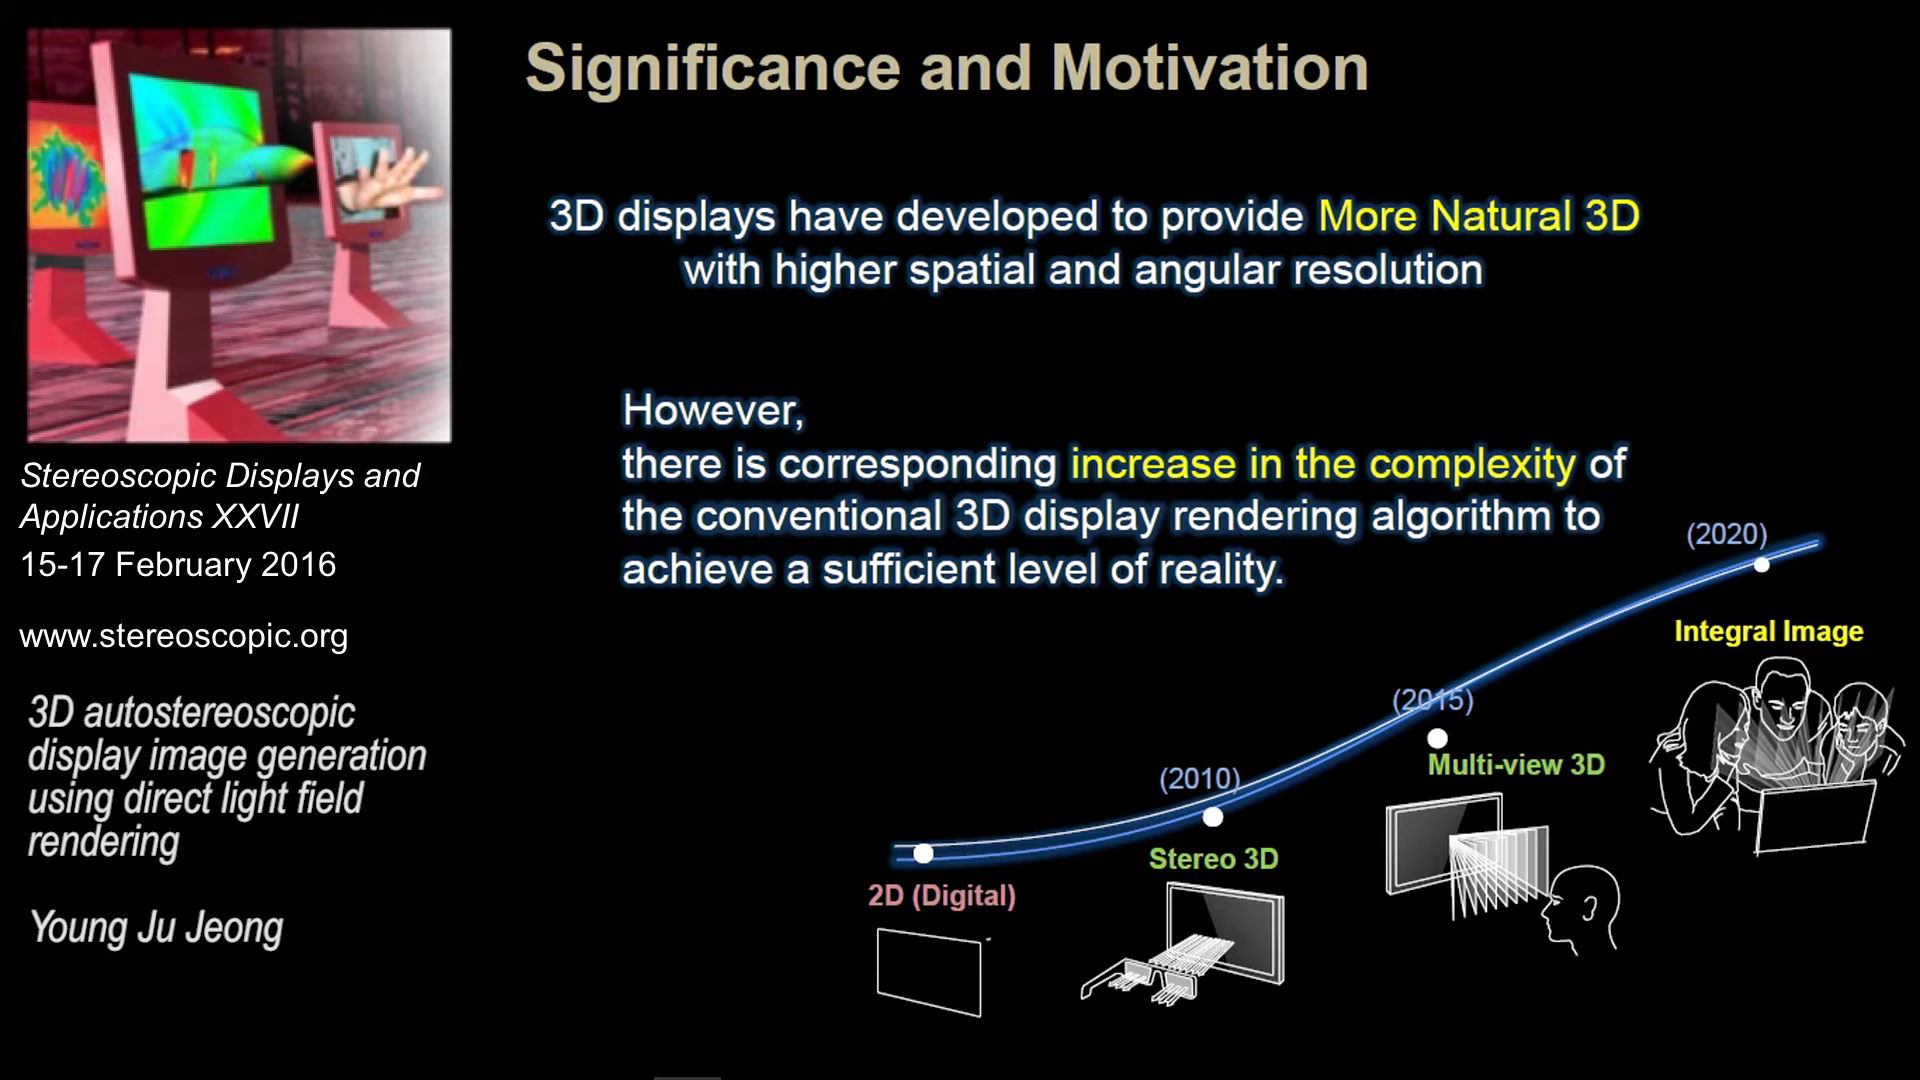 Significance and Motivation
3D displays have developed to provide More Natural 3D
with higher spatial and angular resolution
However,
there is corresponding increase in the complexity of
the conventional 3D display rendering algorithm to
achieve a sufficient level of reality.
Stereoscopic Displays and
Applications XXVII
15-17 February 2016
www.stereoscopic.org
3D autostereoscopic
display image generation
using direct light field
rendering
Young Ju Jeong
(2020)
Integral Image
(2015)
Multi-view 3D
(2010)
Stereo 3D
2D (Digital)